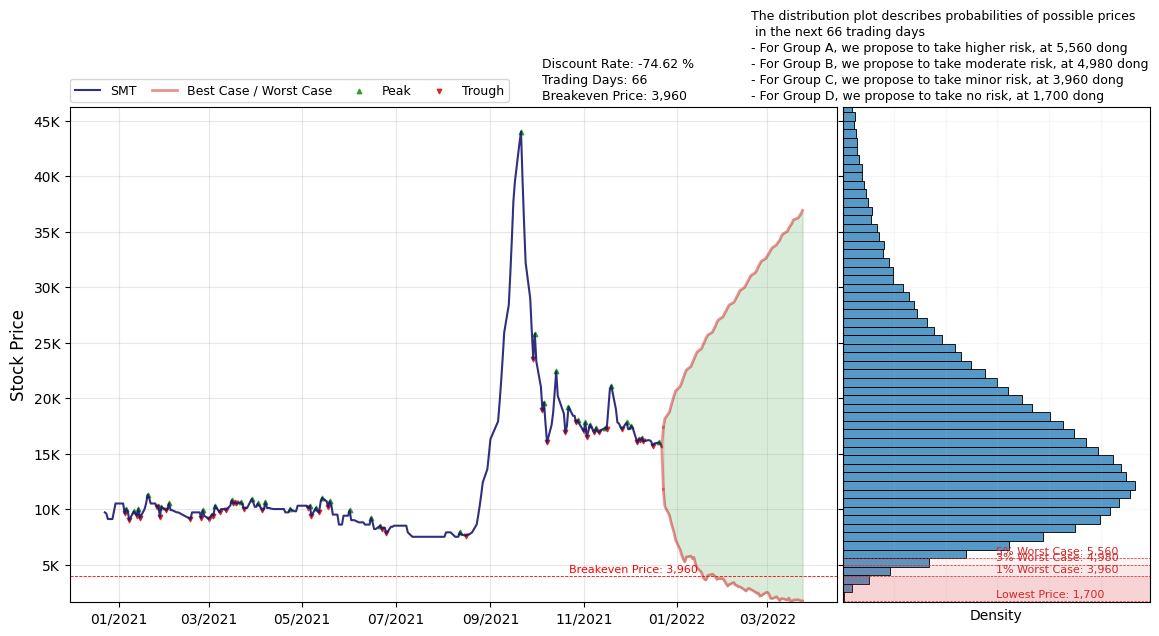 The distribution plot describes probabilities of possible prices
in the next 66 trading days
- For Group A, we propose to take higher risk, at 5,560 dong
- For Group B, we propose to take moderate risk, at 4,980 dong
- For Group C, we propose to take minor risk, at 3,960 dong
- For Group D, we propose to take no risk, at 1,700 dong
Discount Rate: -74.62 %
Trading Days: 66
Breakeven Price: 3,960
SMT
Best Case / Worst Case
Peak
Trough
Stock Price
45K
40K
35K
30K
25K
20K
15K
10K
5K
Breakeven Price: 3,960
5% Worst Case: 5,560
3% Worst Case: 4,980
1% Worst Case: 3,960
Lowest Price: 1,700
01/2021
03/2021
05/2021
07/2021
09/2021
11/2021
01/2022
03/2022
Density